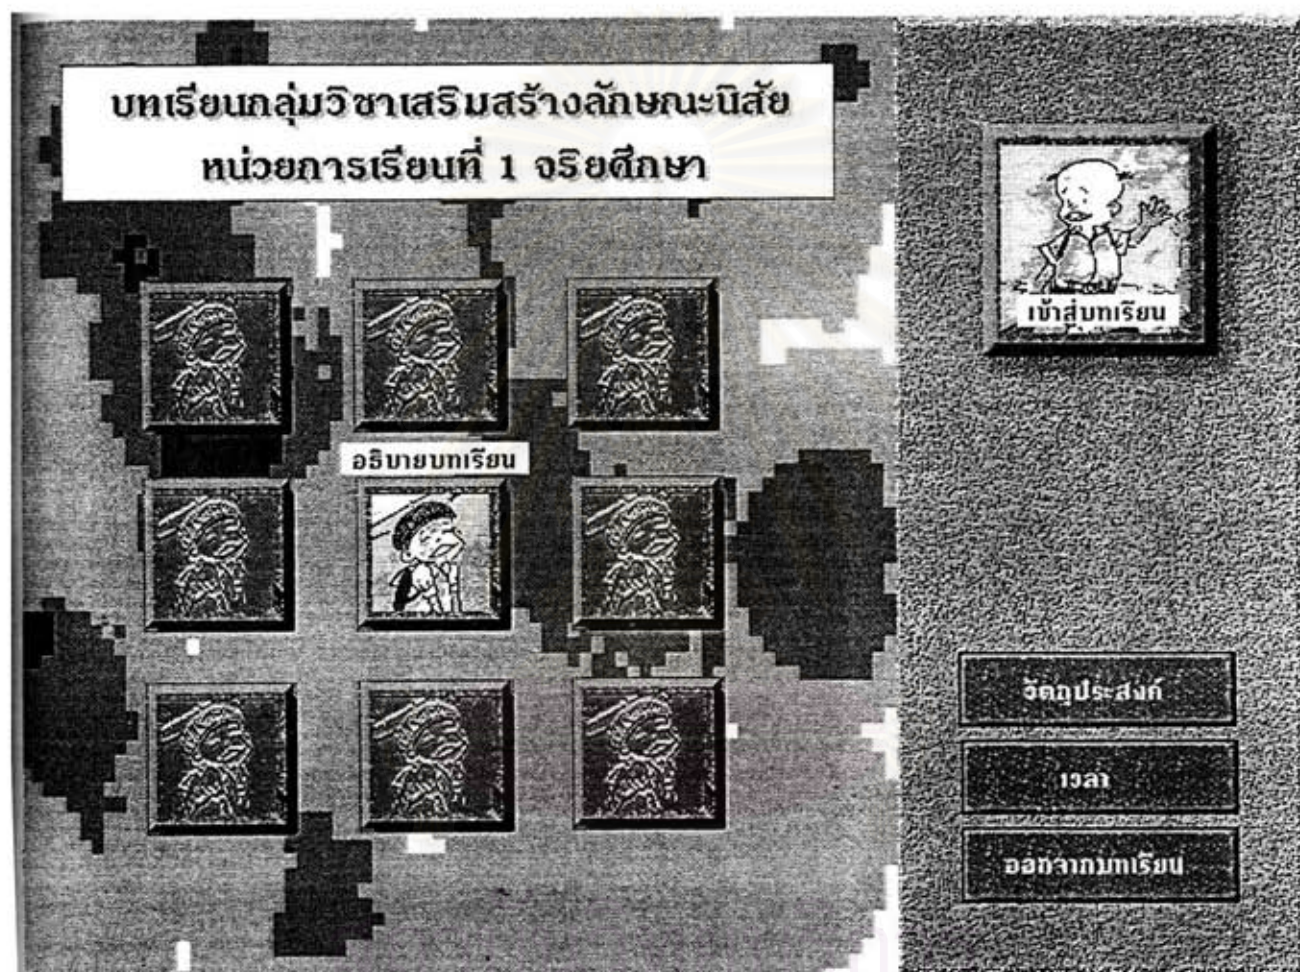 บทเรียนกลุ่มวิชาเสริมสร้างลักษณะนิสัย
หน่วยการเรียนที่ 1 จริยศึกษา
เข้าสู่บทเรียน
อธิบายบทเรียน
วัตถุประสงค์
เวลา
ออกจากบทเรียน